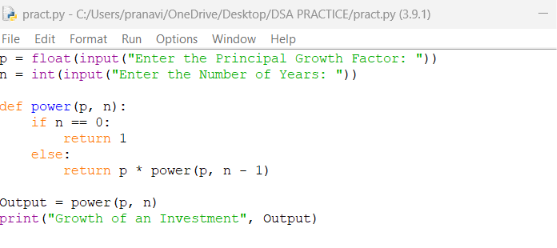 pract.py - C:/Users/pranavi/OneDrive/Desktop/DSA PRACTICE/pract.py (3.9.1)
File Edit Format Run Options Window Help
p = float(input("Enter the Principal Growth Factor: "))
n = int(input("Enter the Number of Years: "))
def power(p, n):
    if n == 0:
        return 1
    else:
        return p * power(p, n - 1)
Output = power(p, n)
print("Growth of an Investment", Output)